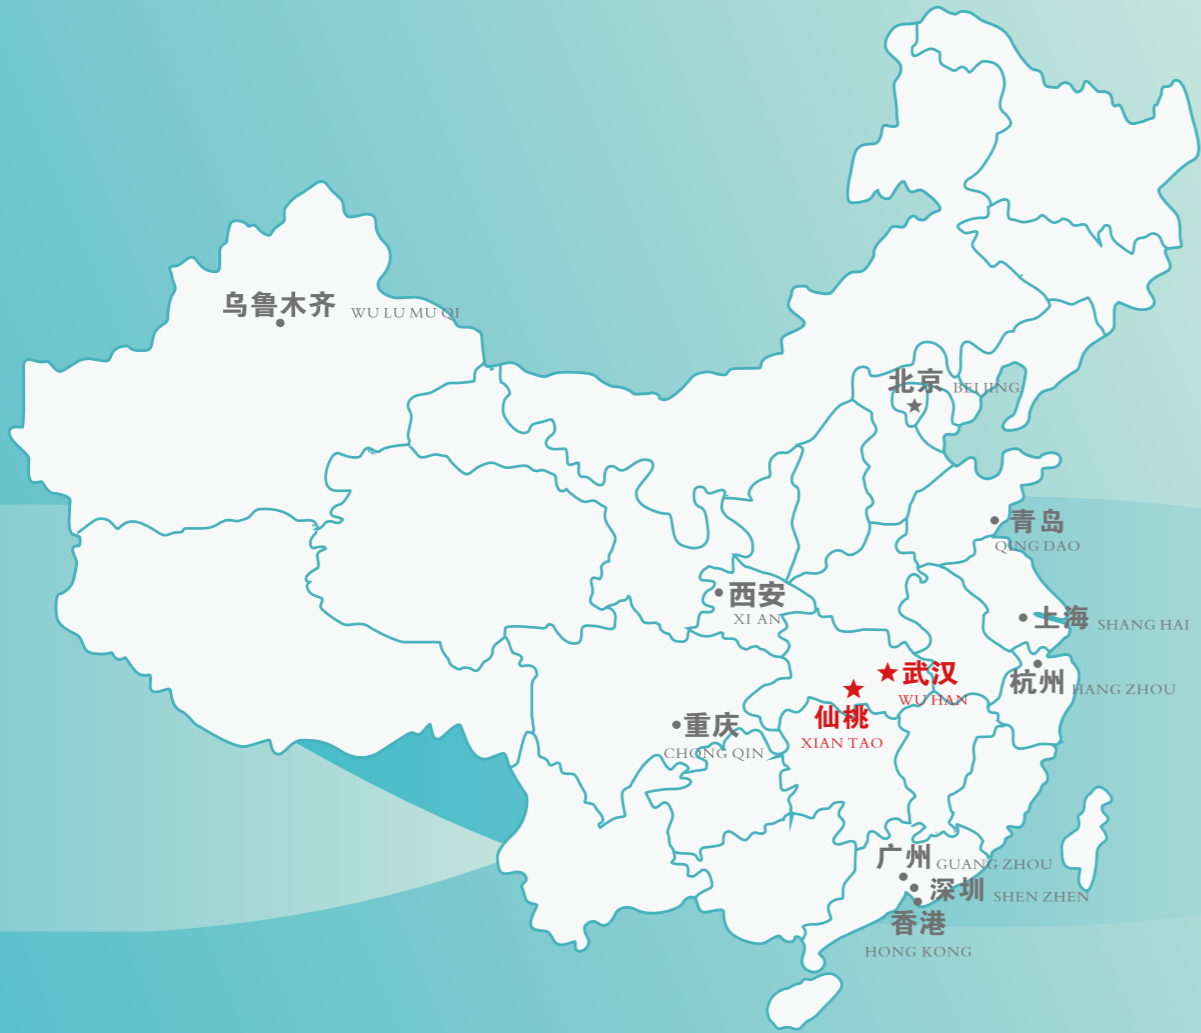 乌鲁木齐
WU LU MU QI
北京
BEI JING
青岛
QING DAO
西安
XI AN
上海
SHANG HAI
武汉
WU HAN
杭州
HANG ZHOU
仙桃
XIAN TAO
重庆
CHONG QIN
广州
GUANG ZHOU
深圳
SHEN ZHEN
香港
HONG KONG